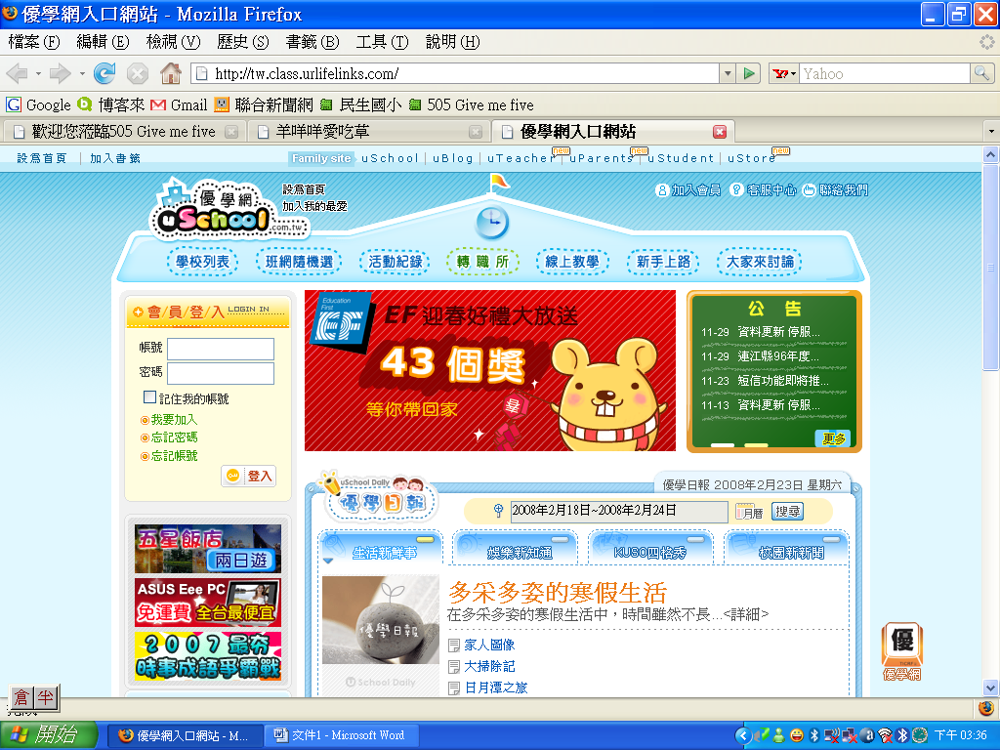 優學網入口網站 - Mozilla Firefox
檔案(F) 編輯(E) 檢視(V) 歷史(S) 書籤(B) 工具(T) 說明(H)
http://tw.class.urlifelinks.com/
Yahoo
Google 博客來 Gmail 聯合新聞網 民生國小 505 Give me five
歡迎您蒞臨505 Give me five 羊咩咩愛吃草 優學網入口網站
設為首頁 | 加入書籤 Family site uSchool | uBlog | uTeacher | uParents | uStudent | uStore
new new new
優學網
uSchool.com.tw
設為首頁
加入我的最愛
加入會員 客服中心 聯絡我們
學校列表 班網隨機選 活動紀錄 轉職所 線上教學 新手上路 大家來討論
會/員/登/入 LOGIN IN
帳號
密碼
記住我的帳號
我要加入
忘記密碼
忘記帳號
登入
Education First
EF
EF 迎春好禮大放送
43個獎
等你帶回家
公告
11-29 資料更新 停服...
11-29 連江縣96年度...
11-23 短信功能即將推...
11-13 資料更新 停服...
更多
五星飯店
兩日遊
ASUS Eee PC
免運費 全台最便宜
2007最夯
時事成語爭霸戰
uSchool Daily
優學日報
優學日報 2008年2月23日 星期六
2008年2月18日~2008年2月24日 月曆 搜尋
生活新鮮事 娛樂新知通 KUSO四格秀 校園新新聞
優學日報
uSchool Daily
多采多姿的寒假生活
在多采多姿的寒假生活中，時間雖然不長...<詳細>
家人圖像
大掃除記
日月潭之旅
優
優學網
倉 半
開始 優學網入口網站 - M... 文件1 - Microsoft Word 下午 03:36